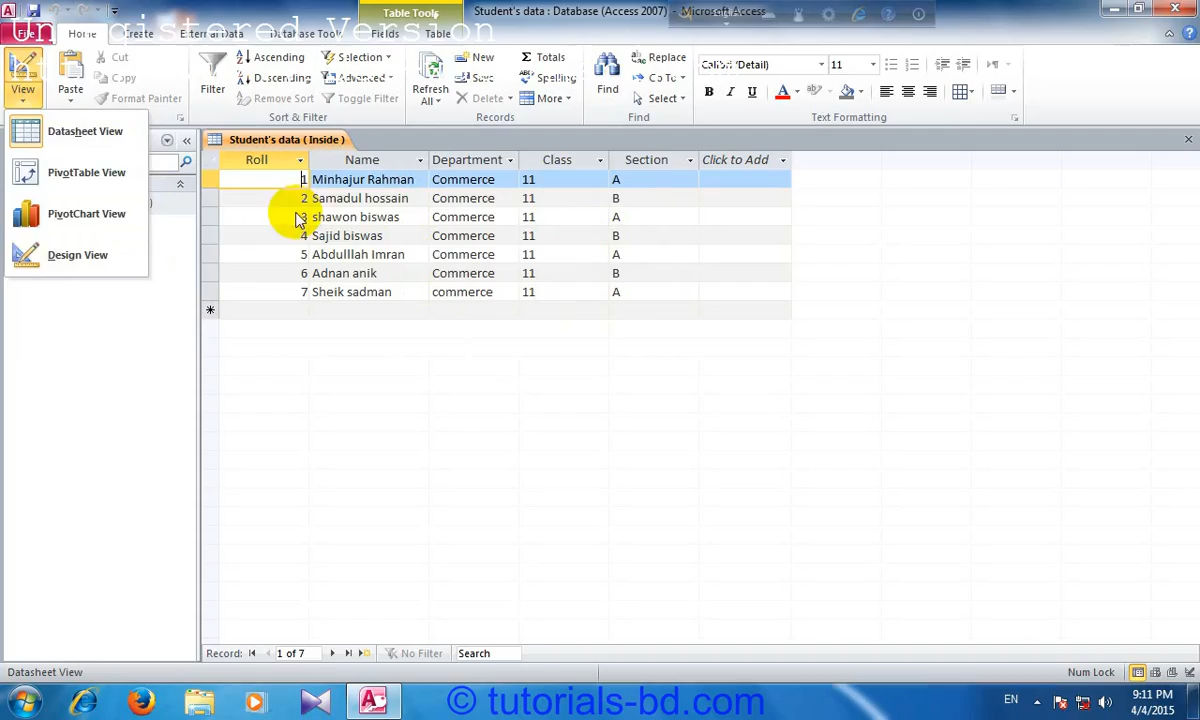 Table Tools
Student's data : Database (Access 2007) - Microsoft Access
Unregistered Version
File Home Create External Data Database Tools Fields Table
View
Paste
Cut
Copy
Format Painter
Filter
Ascending
Descending
Remove Sort
Selection
Advanced
Toggle Filter
Sort & Filter
Refresh
All
New
Save
Delete
Totals
Spelling
More
Records
Find
Replace
Go To
Select
Find
Calibri (Detail) 11
B I U A
Text Formatting
Datasheet View
PivotTable View
PivotChart View
Design View
Student's data ( Inside )
Roll Name Department Class Section Click to Add
1 Minhajur Rahman Commerce 11 A
2 Samadul hossain Commerce 11 B
3 shawon biswas Commerce 11 A
4 Sajid biswas Commerce 11 B
5 Abdulllah Imran Commerce 11 A
6 Adnan anik Commerce 11 B
7 Sheik sadman commerce 11 A
Record: 1 of 7 No Filter Search
Datasheet View Num Lock
© tutorials-bd.com
EN
9:11 PM
4/4/2015